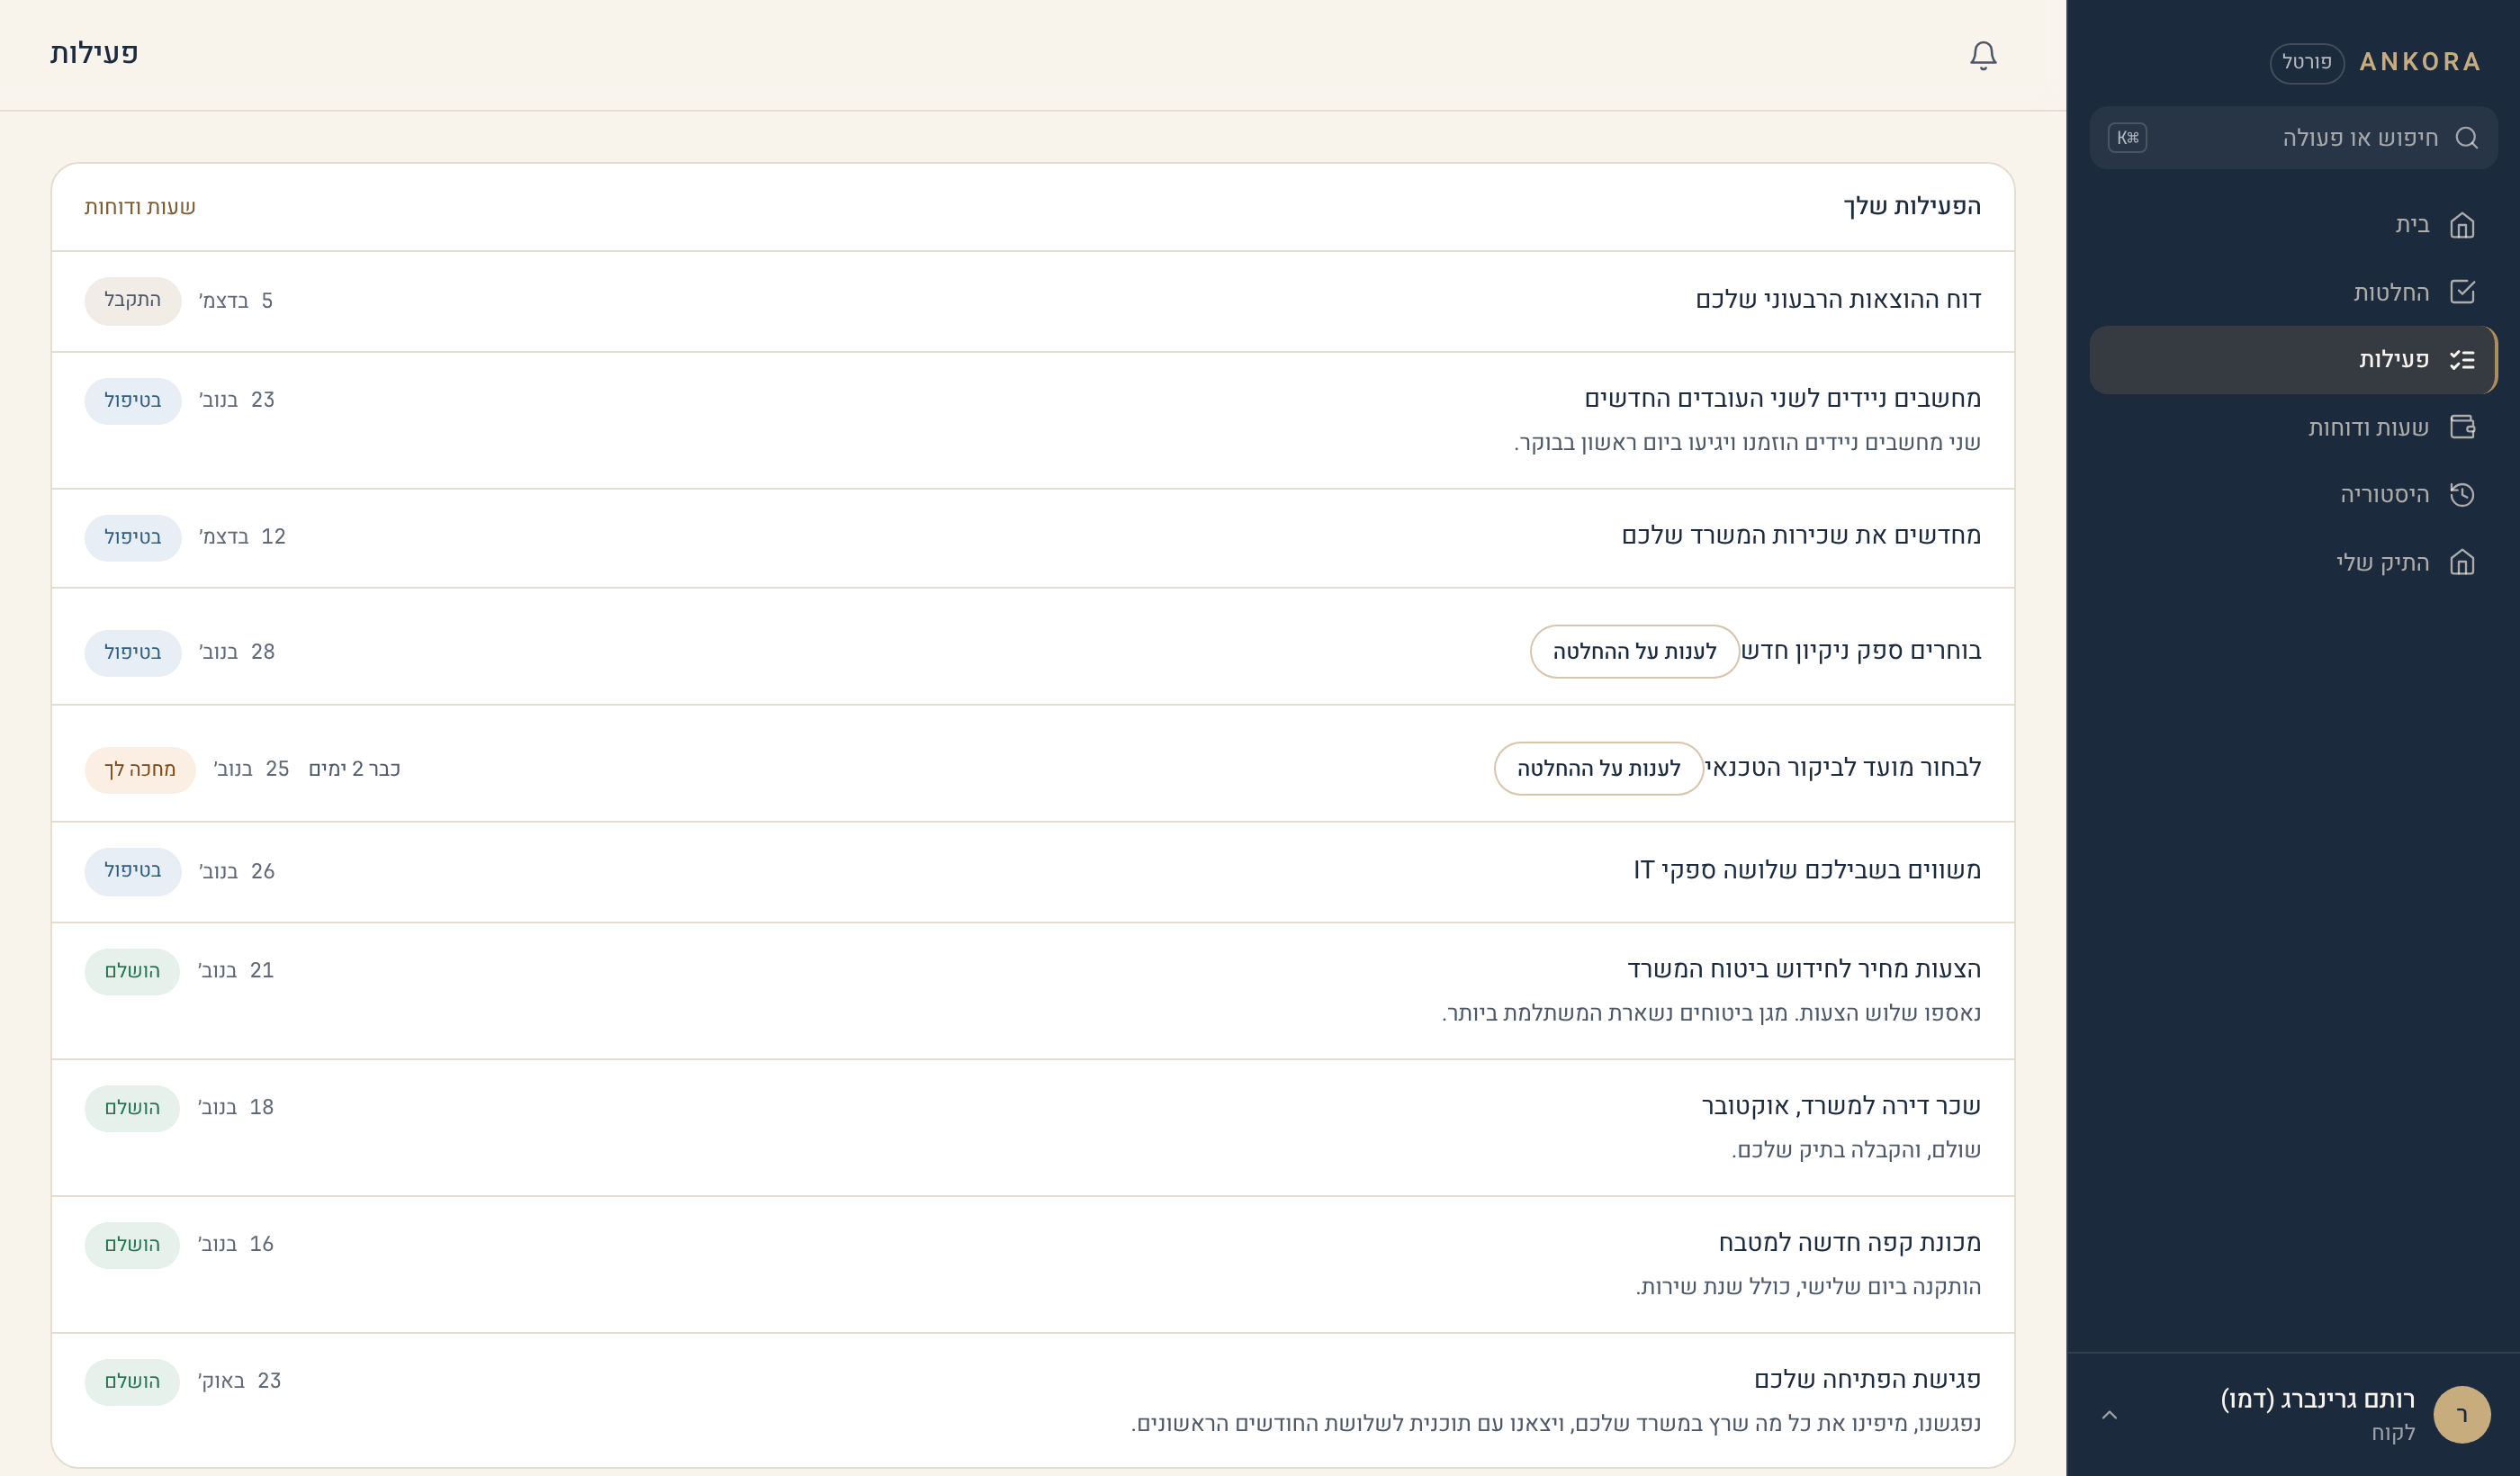 ANKORA פורטל
חיפוש או פעולה ⌘K
בית
החלטות
פעילות
שעות ודוחות
היסטוריה
התיק שלי
רותם גרינברג (דמו)
לקוח
ר
פעילות
הפעילות שלך
שעות ודוחות
דוח ההוצאות הרבעוני שלכם
5 בדצמ׳ התקבל
מחשבים ניידים לשני העובדים החדשים
23 בנוב׳ בטיפול
שני מחשבים ניידים הוזמנו ויגיעו ביום ראשון בבוקר.
מחדשים את שכירות המשרד שלכם
12 בדצמ׳ בטיפול
בוחרים ספק ניקיון חדש לענות על ההחלטה
28 בנוב׳ בטיפול
לבחור מועד לביקור הטכנאי לענות על ההחלטה
כבר 2 ימים 25 בנוב׳ מחכה לך
משווים בשבילכם שלושה ספקי IT
26 בנוב׳ בטיפול
הצעות מחיר לחידוש ביטוח המשרד
21 בנוב׳ הושלם
נאספו שלוש הצעות. מגן ביטוחים נשארת המשתלמת ביותר.
שכר דירה למשרד, אוקטובר
18 בנוב׳ הושלם
שולם, והקבלה בתיק שלכם.
מכונת קפה חדשה למטבח
16 בנוב׳ הושלם
הותקנה ביום שלישי, כולל שנת שירות.
פגישת הפתיחה שלכם
23 באוק׳ הושלם
נפגשנו, מיפינו את כל מה שרץ במשרד שלכם, ויצאנו עם תוכנית לשלושת החודשים הראשונים.